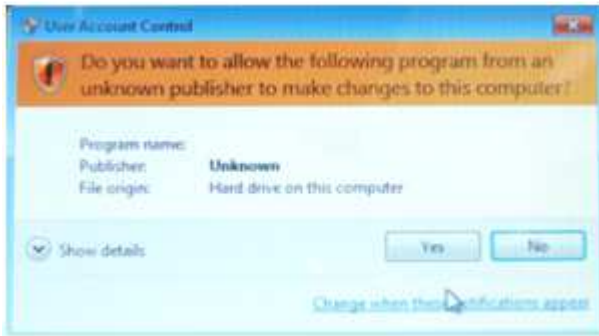 User Account Control
Do you want to allow the following program from an
unknown publisher to make changes to this computer?
Program name:
Publisher: Unknown
File origin: Hard drive on this computer
Show details
Yes No
Change when these notifications appear